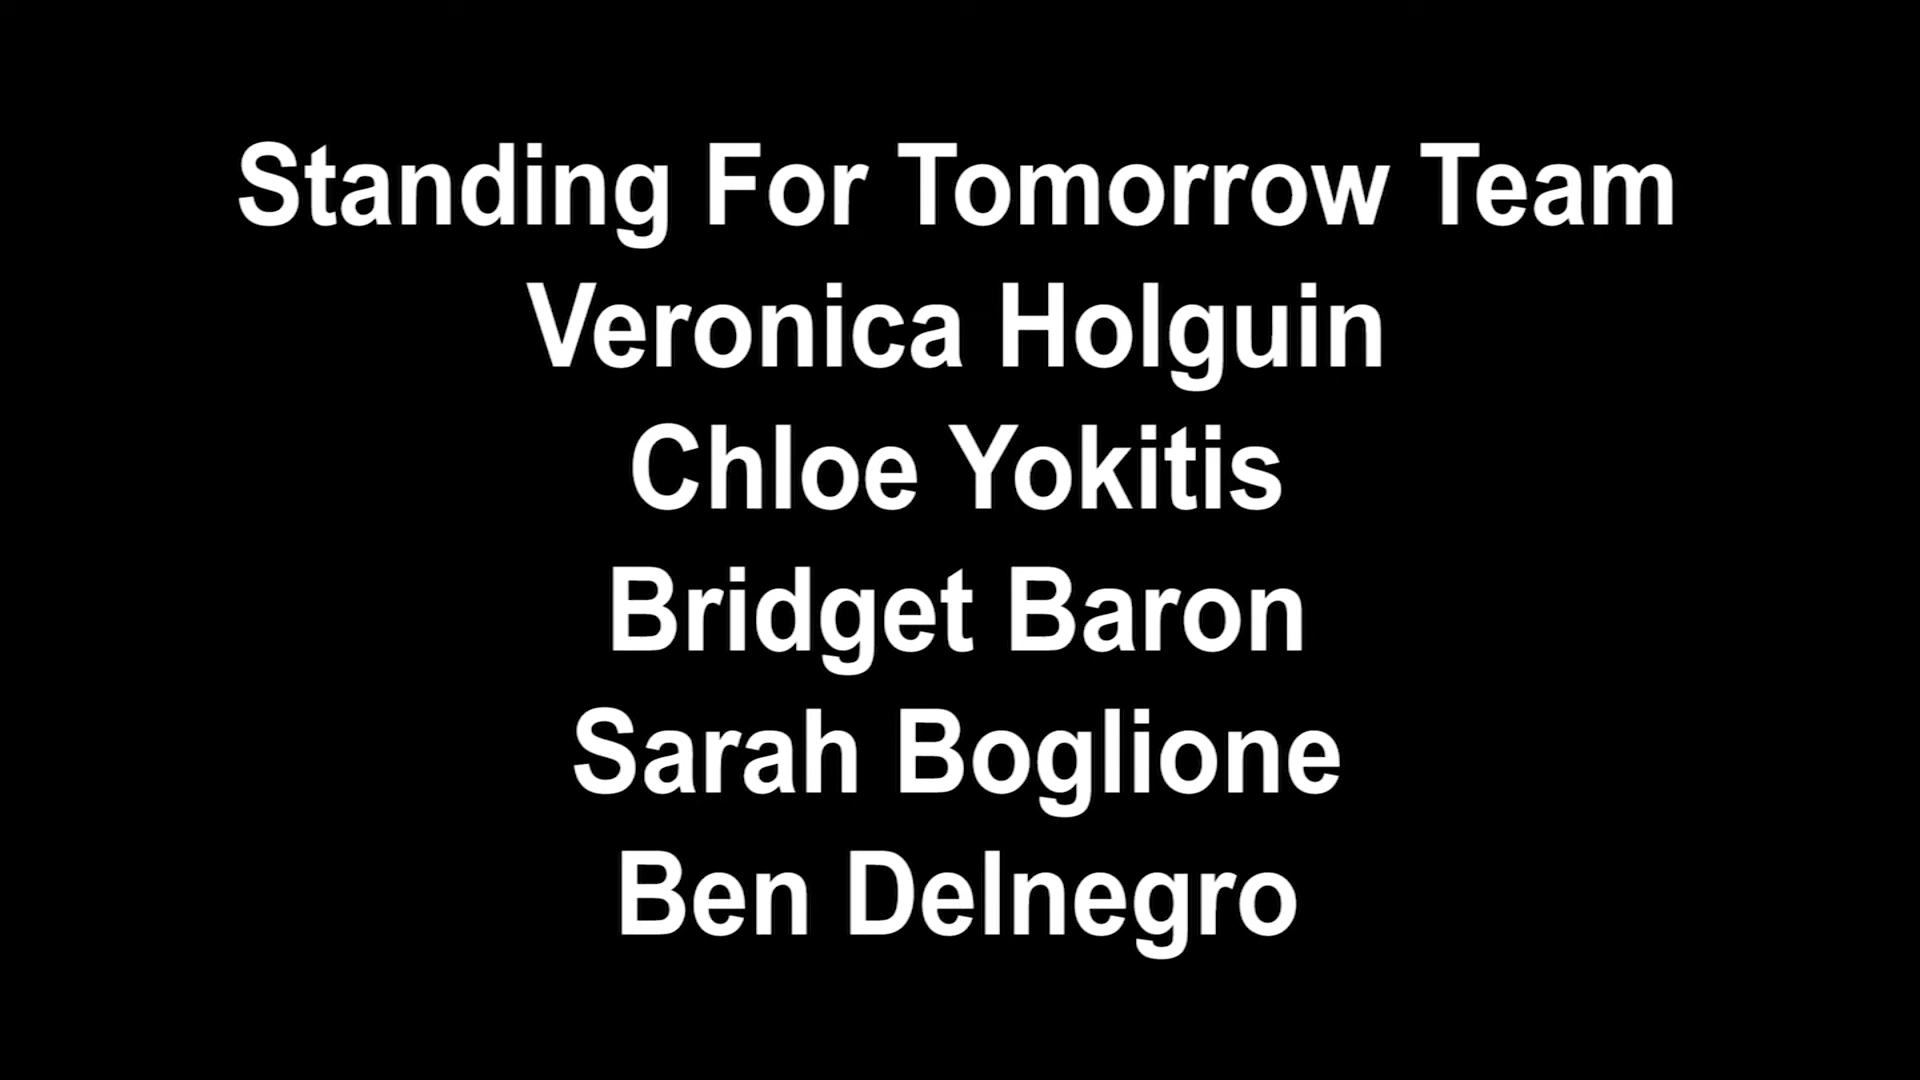 Standing For Tomorrow Team
Veronica Holguin
Chloe Yokitis
Bridget Baron
Sarah Boglione
Ben Delnegro